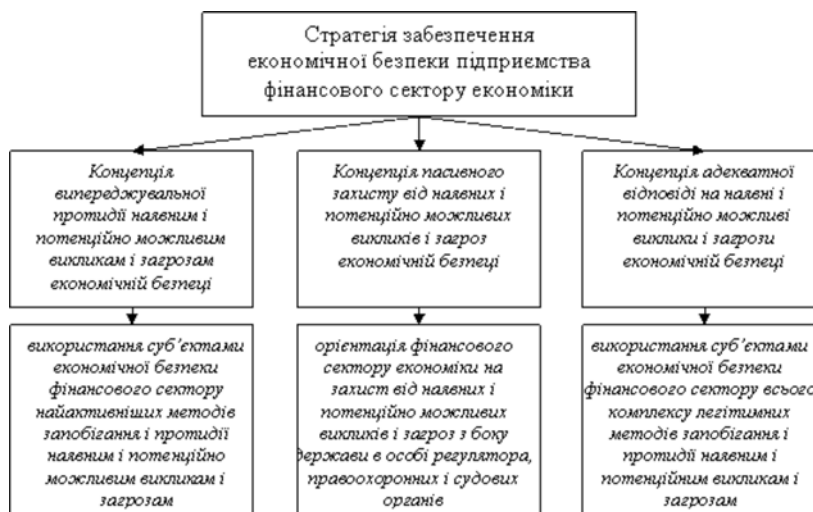 Стратегія забезпечення
економічної безпеки підприємства
фінансового сектору економіки
Концепція
випереджувальної
протидії наявним і
потенційно можливим
викликам і загрозам
економічній безпеці
Концепція пасивного
захисту від наявних і
потенційно можливих
викликів і загроз
економічній безпеці
Концепція адекватної
відповіді на наявні і
потенційно можливі
виклики и загрози
економічній безпеці
використання суб’єктами
економічної безпеки
фінансового сектору
найактивніших методів
запобігання і протидії
наявним і потенційно
можливим викликам і
загрозам
орієнтація фінансового
сектору економіки на
захист від наявних і
потенційно можливих
викликів і загроз з боку
держави в особі регулятора,
правоохоронних і судових
органів
використання суб’єктами
економічної безпеки
фінансового сектору всього
комплексу легітимних
методів запобігання і
протидії наявним і
потенційним викликам і
загрозам